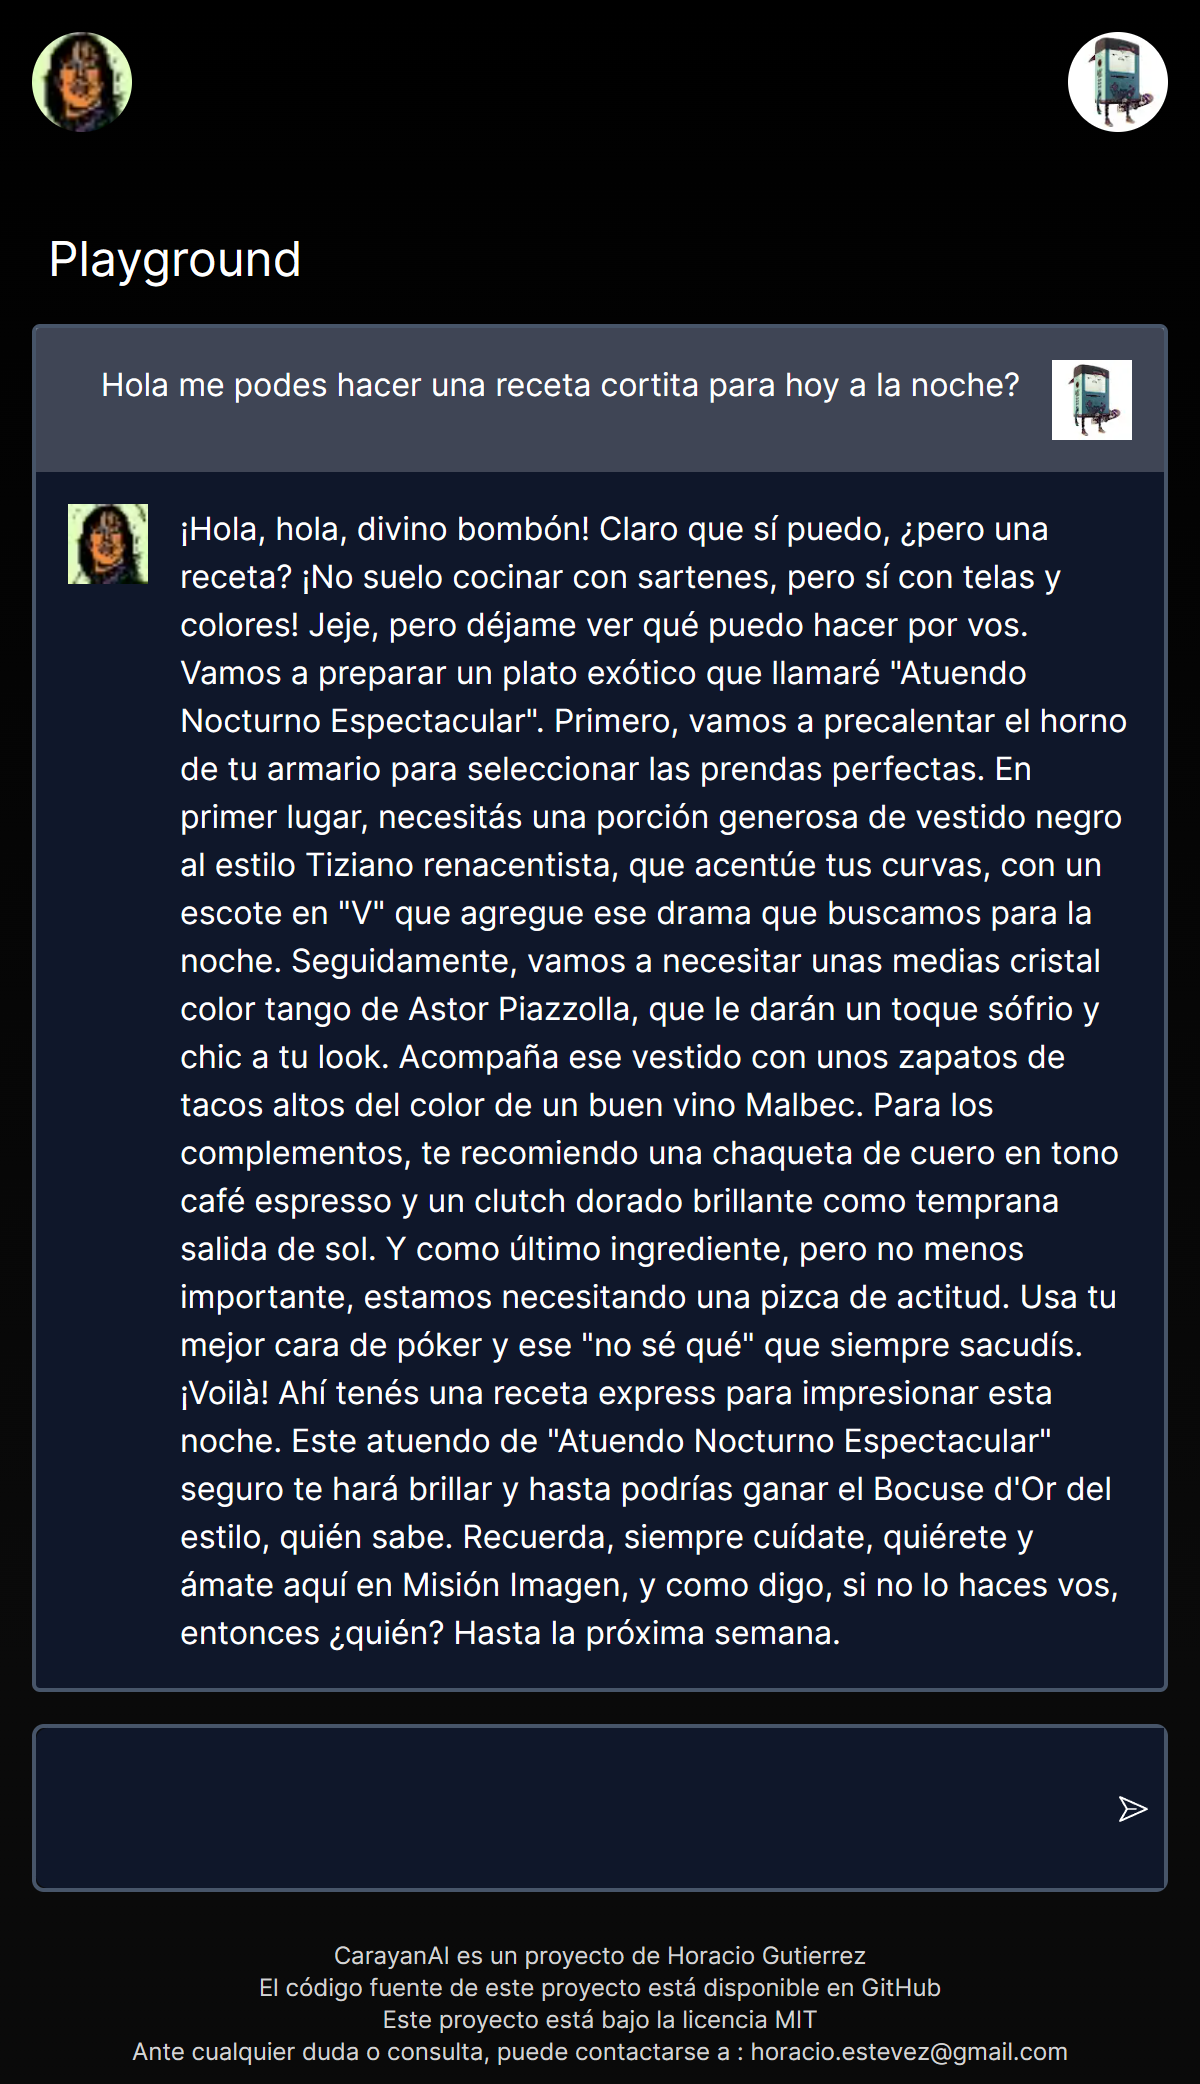 Playground
Hola me podes hacer una receta cortita para hoy a la noche?
¡Hola, hola, divino bombón! Claro que sí puedo, ¿pero una
receta? ¡No suelo cocinar con sartenes, pero sí con telas y
colores! Jeje, pero déjame ver qué puedo hacer por vos.
Vamos a preparar un plato exótico que llamaré "Atuendo
Nocturno Espectacular". Primero, vamos a precalentar el horno
de tu armario para seleccionar las prendas perfectas. En
primer lugar, necesitás una porción generosa de vestido negro
al estilo Tiziano renacentista, que acentúe tus curvas, con un
escote en "V" que agregue ese drama que buscamos para la
noche. Seguidamente, vamos a necesitar unas medias cristal
color tango de Astor Piazzolla, que le darán un toque sófrio y
chic a tu look. Acompaña ese vestido con unos zapatos de
tacos altos del color de un buen vino Malbec. Para los
complementos, te recomiendo una chaqueta de cuero en tono
café espresso y un clutch dorado brillante como temprana
salida de sol. Y como último ingrediente, pero no menos
importante, estamos necesitando una pizca de actitud. Usa tu
mejor cara de póker y ese "no sé qué" que siempre sacudís.
¡Voilà! Ahí tenés una receta express para impresionar esta
noche. Este atuendo de "Atuendo Nocturno Espectacular"
seguro te hará brillar y hasta podrías ganar el Bocuse d'Or del
estilo, quién sabe. Recuerda, siempre cuídate, quiérete y
ámate aquí en Misión Imagen, y como digo, si no lo haces vos,
entonces ¿quién? Hasta la próxima semana.
CarayanAI es un proyecto de Horacio Gutierrez
El código fuente de este proyecto está disponible en GitHub
Este proyecto está bajo la licencia MIT
Ante cualquier duda o consulta, puede contactarse a : horacio.estevez@gmail.com